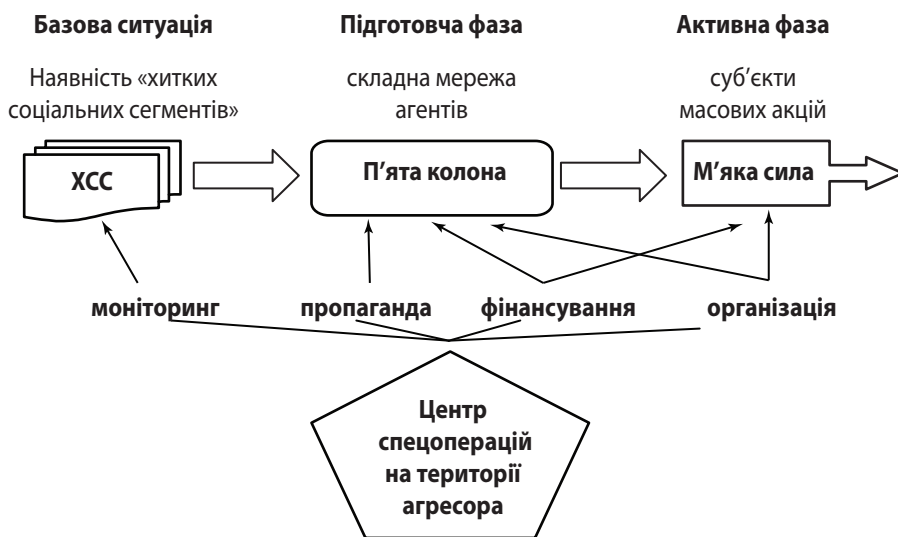 Базова ситуація
Підготовча фаза
Активна фаза
Наявність «хитких
соціальних сегментів»
складна мережа
агентів
суб’єкти
масових акцій
ХСС
П’ята колона
М’яка сила
моніторинг
пропаганда
фінансування
організація
Центр
спецоперацій
на території
агресора